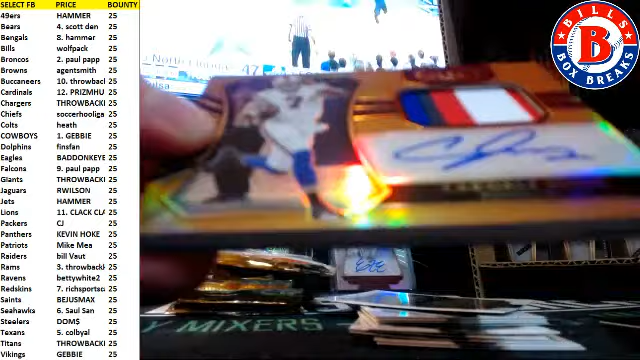 SELECT FB PRICE BOUNTY
49ers HAMMER 25
Bears 4. scott den 25
Bengals 8. hammer 25
Bills wolfpack 25
Broncos 2. paul papp 25
Browns agentsmith 25
Buccaneers 10. throwbacl 25
Cardinals 12. PRIZMHU 25
Chargers THROWBACKI 25
Chiefs soccerhooliga 25
Colts heath 25
COWBOYS 1. GEBBIE 25
Dolphins finsfan 25
Eagles BADDONKEYE 25
Falcons 9. paul papp 25
Giants THROWBACKI 25
Jaguars RWILSON 25
Jets HAMMER 25
Lions 11. CLACK CLA 25
Packers CJ 25
Panthers KEVIN HOKE 25
Patriots Mike Mea 25
Raiders bill Vaut 25
Rams 3. throwbackl 25
Ravens bettywhite2 25
Redskins 7. richsportsca 25
Saints BEJUSMAX 25
Seahawks 6. Saul San 25
Steelers DOM$ 25
Texans 5. colbyal 25
Titans THROWBACKI 25
Vikings GEBBIE 25
BILLS
B
BOX BREAKS
MIXERS